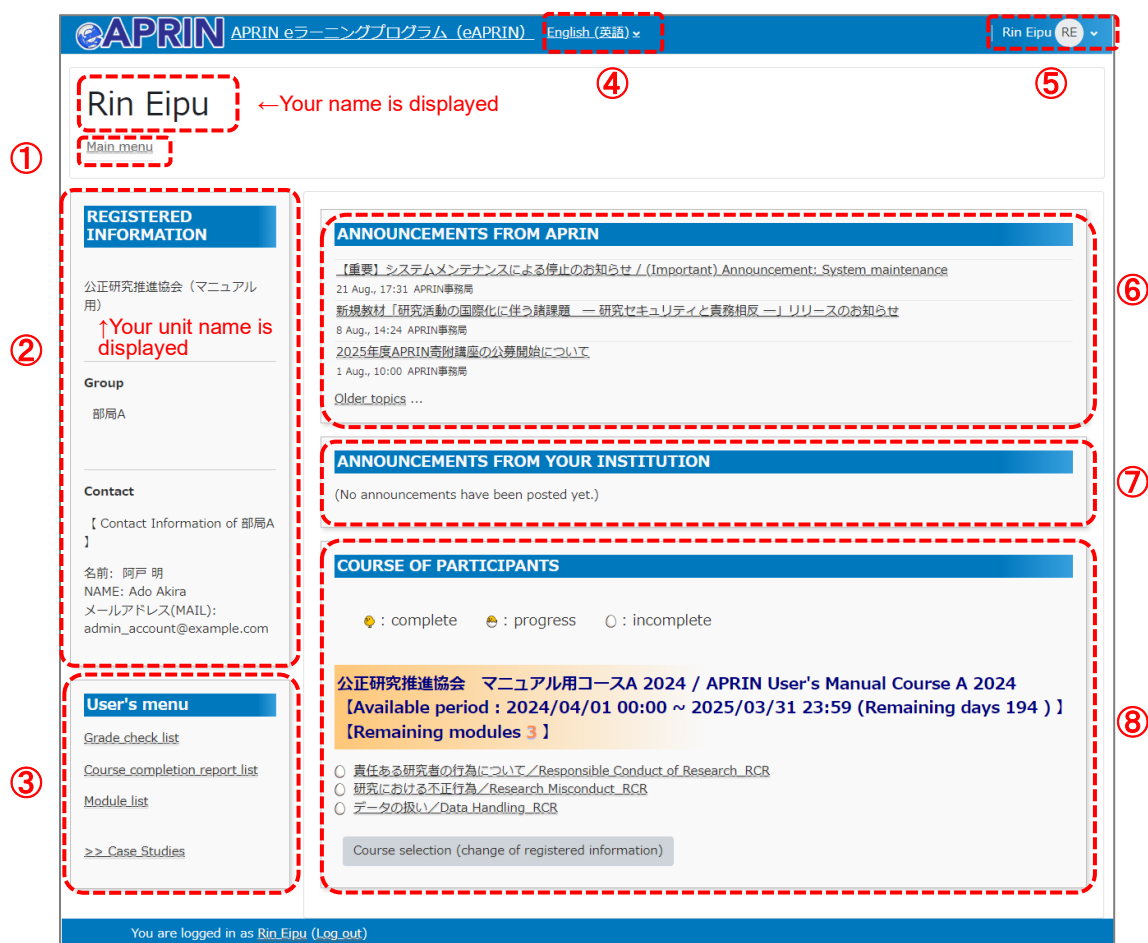 APRIN APRIN eラーニングプログラム（eAPRIN） English (英語) Rin Eipu RE
④
⑤
Rin Eipu ←Your name is displayed
Main menu
①
REGISTERED
INFORMATION
公正研究推進協会（マニュアル
用）
↑Your unit name is
displayed
②
Group
部局A
Contact
【 Contact Information of 部局A
】
名前: 阿戸 明
NAME: Ado Akira
メールアドレス(MAIL):
admin_account@example.com
User's menu
Grade check list
Course completion report list
③
Module list
>> Case Studies
ANNOUNCEMENTS FROM APRIN
【重要】システムメンテナンスによる停止のお知らせ / (Important) Announcement: System maintenance
21 Aug., 17:31 APRIN事務局
⑥
新規教材「研究活動の国際化に伴う諸課題　― 研究セキュリティと責務相反 ―」リリースのお知らせ
8 Aug., 14:24 APRIN事務局
2025年度APRIN寄附講座の公募開始について
1 Aug., 10:00 APRIN事務局
Older topics ...
ANNOUNCEMENTS FROM YOUR INSTITUTION
⑦
(No announcements have been posted yet.)
COURSE OF PARTICIPANTS
: complete : progress : incomplete
公正研究推進協会　マニュアル用コースA 2024 / APRIN User's Manual Course A 2024
【Available period : 2024/04/01 00:00 ~ 2025/03/31 23:59 (Remaining days 194 ) 】
【Remaining modules 3 】
⑧
責任ある研究者の行為について／Responsible Conduct of Research_RCR
研究における不正行為／Research Misconduct_RCR
データの扱い／Data Handling_RCR
Course selection (change of registered information)
You are logged in as Rin Eipu (Log out)